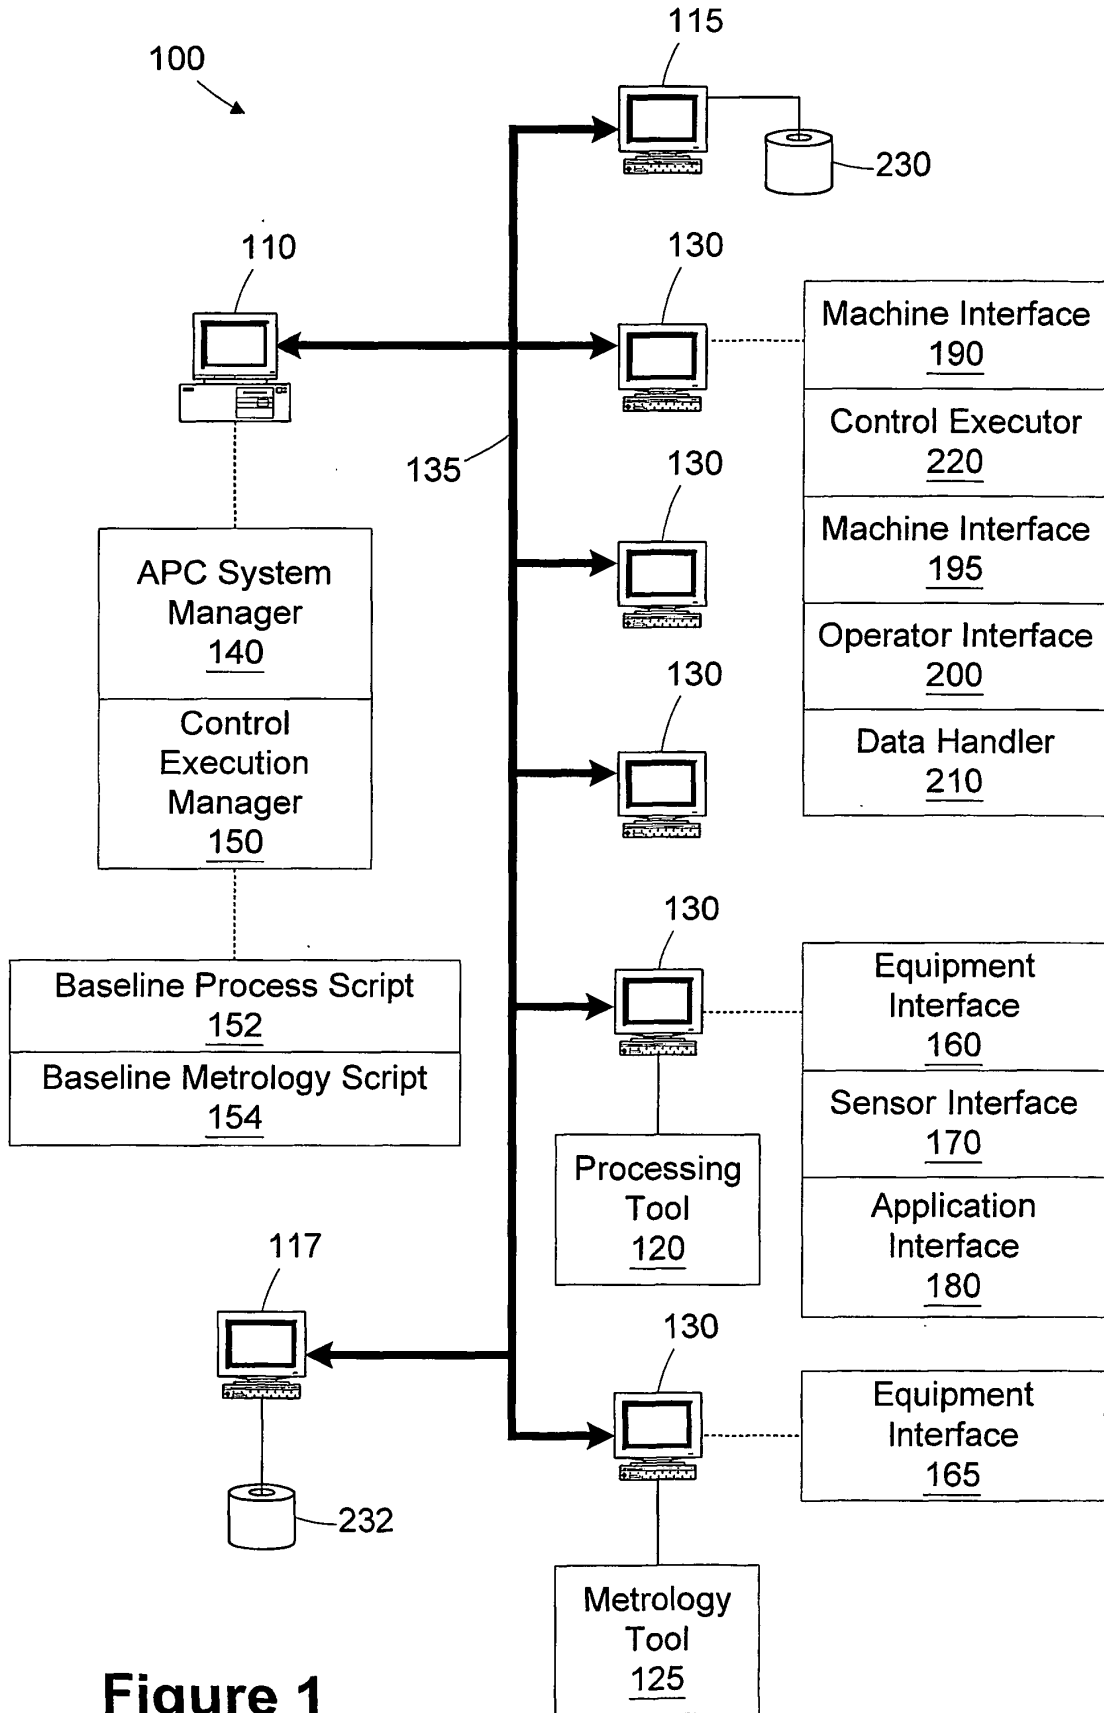 115
100
230
110
130
Machine Interface
190
Control Executor
220
135
130
Machine Interface
195
APC System
Manager
140
Operator Interface
200
130
Control
Execution
Manager
150
Data Handler
210
130
Baseline Process Script
152
Baseline Metrology Script
154
Equipment
Interface
160
Sensor Interface
170
Processing
Tool
120
Application
Interface
180
117
130
Equipment
Interface
165
232
Metrology
Tool
125
Figure 1